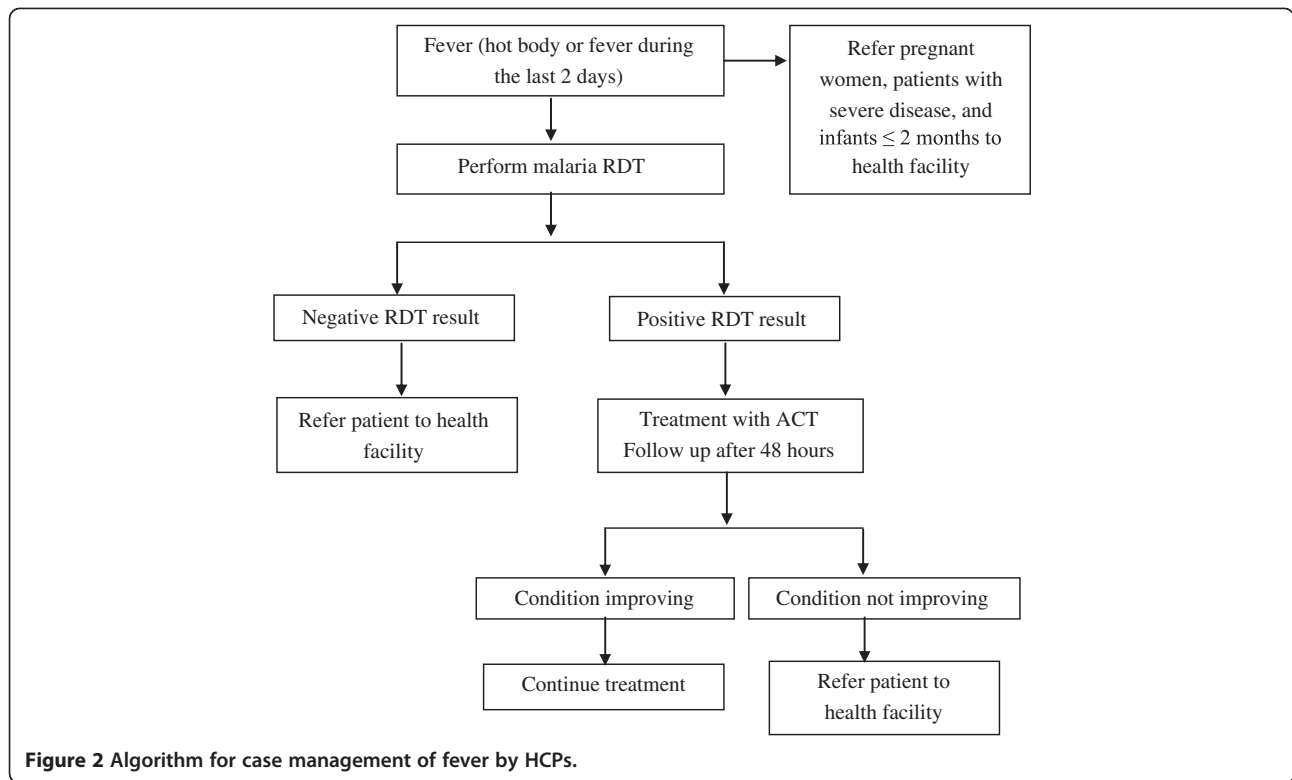 Fever (hot body or fever during
the last 2 days)
Refer pregnant
women, patients with
severe disease, and
infants ≤ 2 months to
health facility
Perform malaria RDT
Negative RDT result
Positive RDT result
Refer patient to health
facility
Treatment with ACT
Follow up after 48 hours
Condition improving
Condition not improving
Continue treatment
Refer patient to
health facility
Figure 2 Algorithm for case management of fever by HCPs.